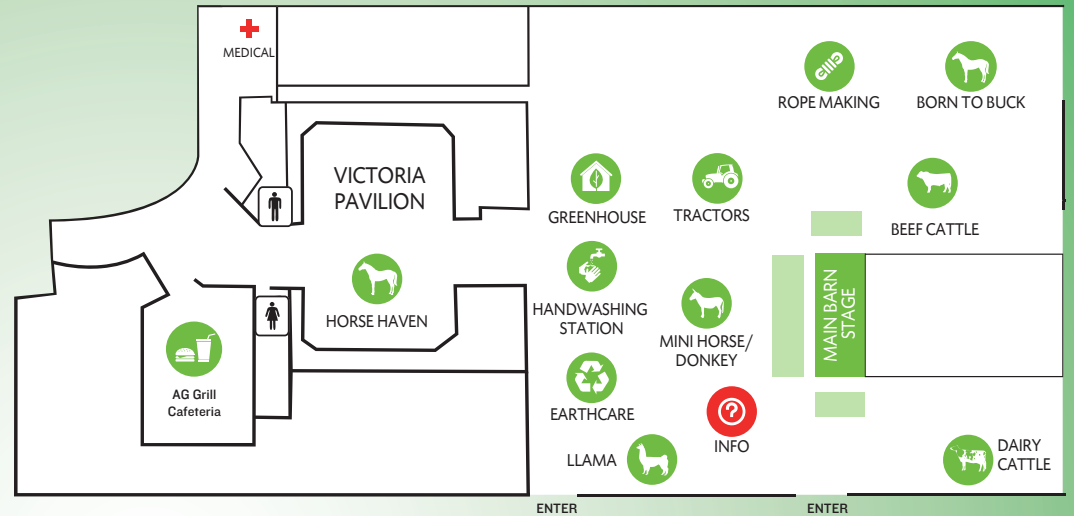 MEDICAL
ROPE MAKING
BORN TO BUCK
VICTORIA
PAVILION
GREENHOUSE
TRACTORS
BEEF CATTLE
HORSE HAVEN
HANDWASHING
STATION
MINI HORSE/
DONKEY
MAIN BARN
STAGE
AG Grill
Cafeteria
EARTHCARE
INFO
LLAMA
DAIRY
CATTLE
ENTER
ENTER